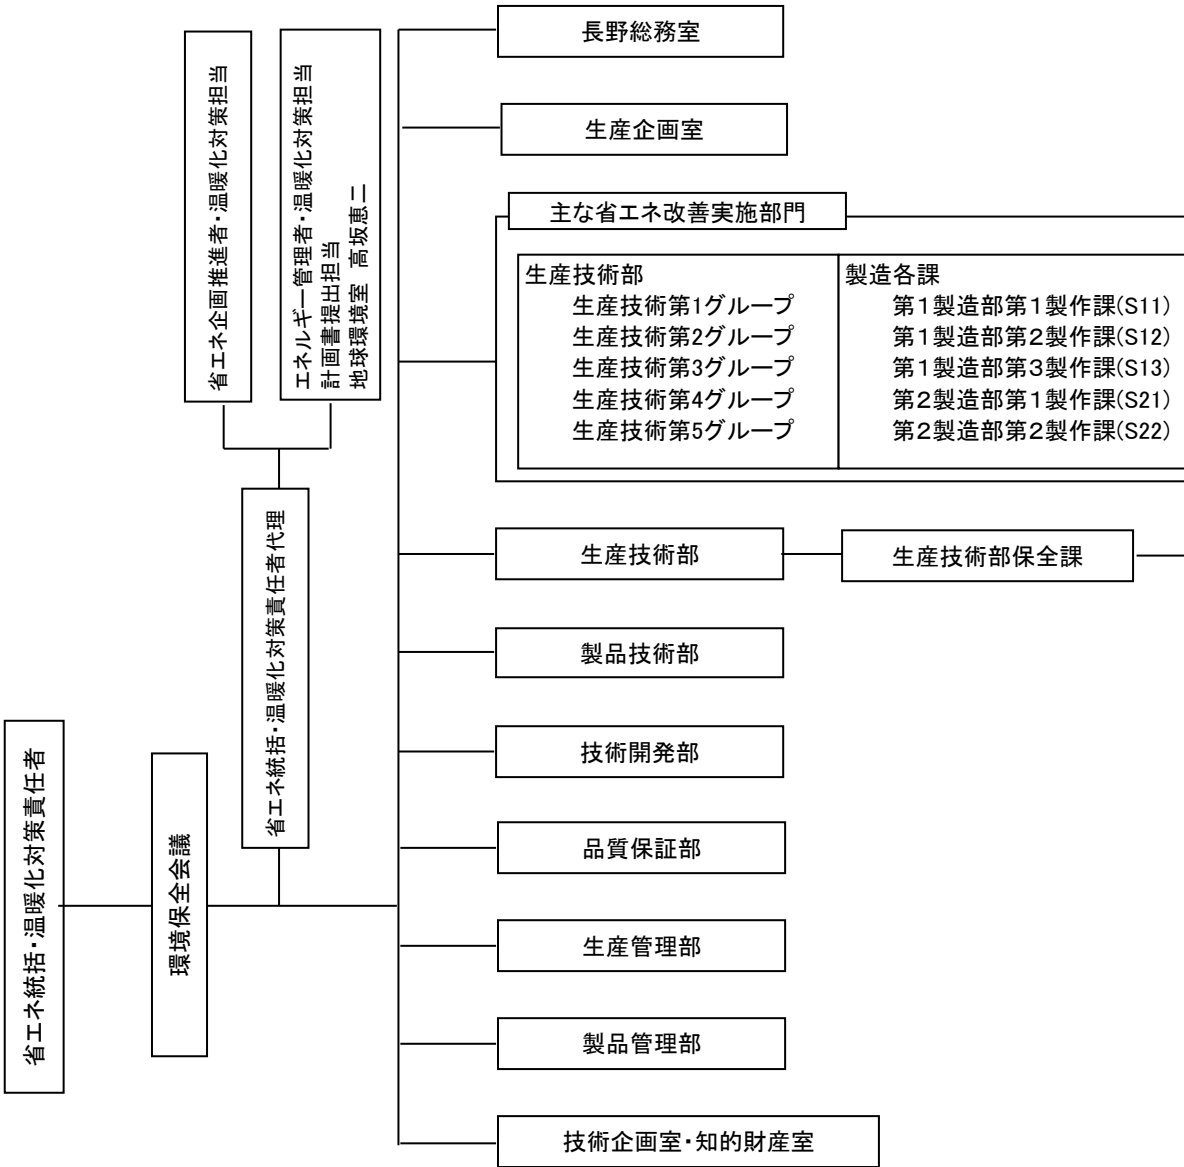 省エネ統括・温暖化対策責任者
環境保全会議
省エネ統括・温暖化対策責任者代理
省エネ企画推進者・温暖化対策担当
エネルギー管理者・温暖化対策担当
計画書提出担当
地球環境室 高坂恵二
長野総務室
生産企画室
主な省エネ改善実施部門
生産技術部
生産技術第1グループ
生産技術第2グループ
生産技術第3グループ
生産技術第4グループ
生産技術第5グループ
製造各課
第1製造部第1製作課(S11)
第1製造部第2製作課(S12)
第1製造部第3製作課(S13)
第2製造部第1製作課(S21)
第2製造部第2製作課(S22)
生産技術部
生産技術部保全課
製品技術部
技術開発部
品質保証部
生産管理部
製品管理部
技術企画室・知的財産室